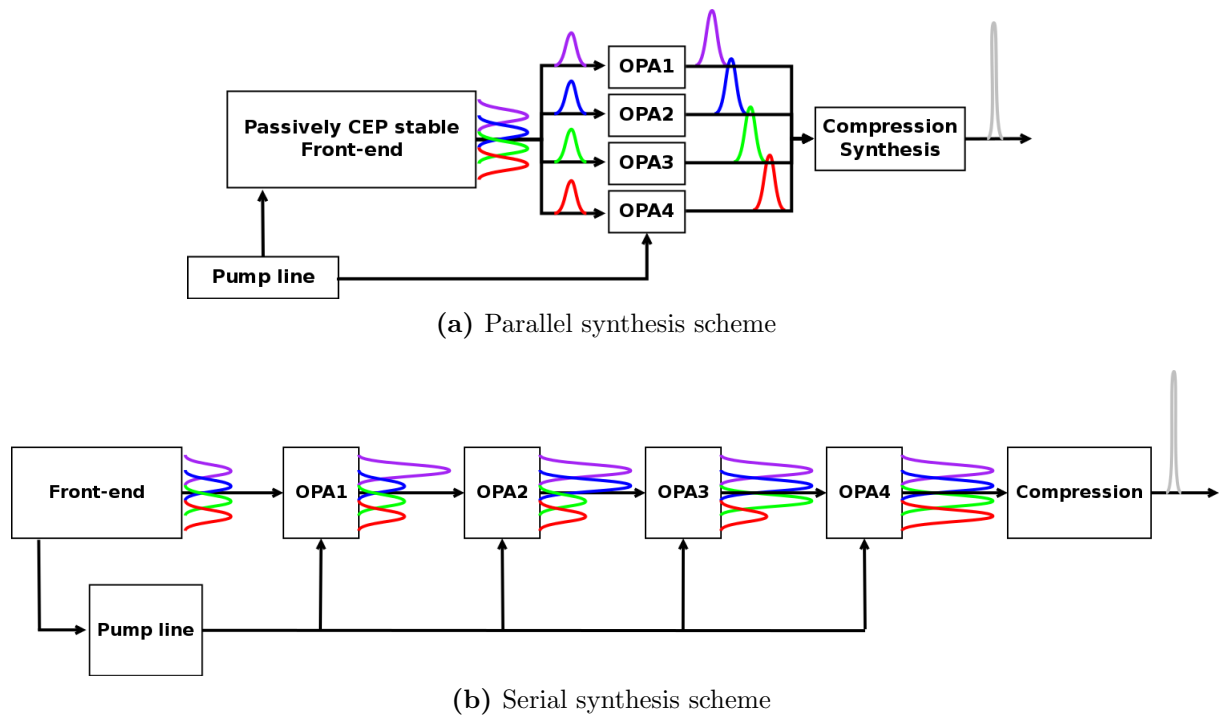 Passively CEP stable
Front-end
OPA1
OPA2
OPA3
OPA4
Compression
Synthesis
Pump line
(a) Parallel synthesis scheme
Front-end
OPA1
OPA2
OPA3
OPA4
Compression
Pump line
(b) Serial synthesis scheme